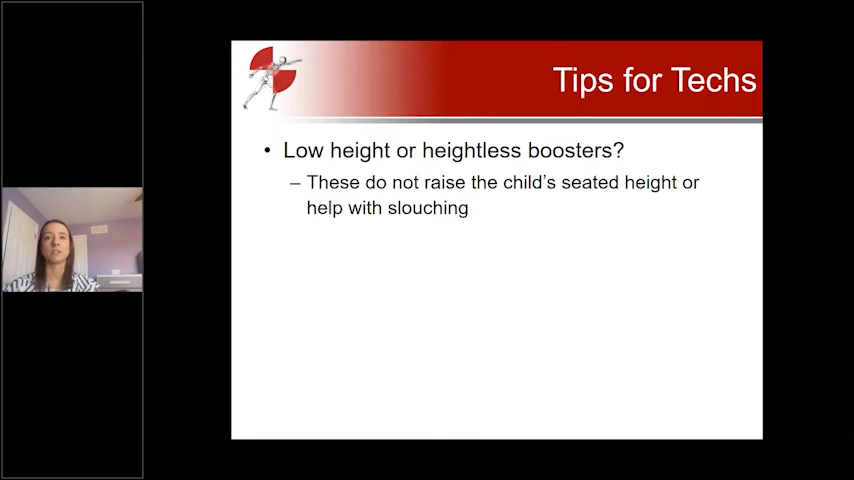 Tips for Techs
• Low height or heightless boosters?
– These do not raise the child's seated height or
help with slouching